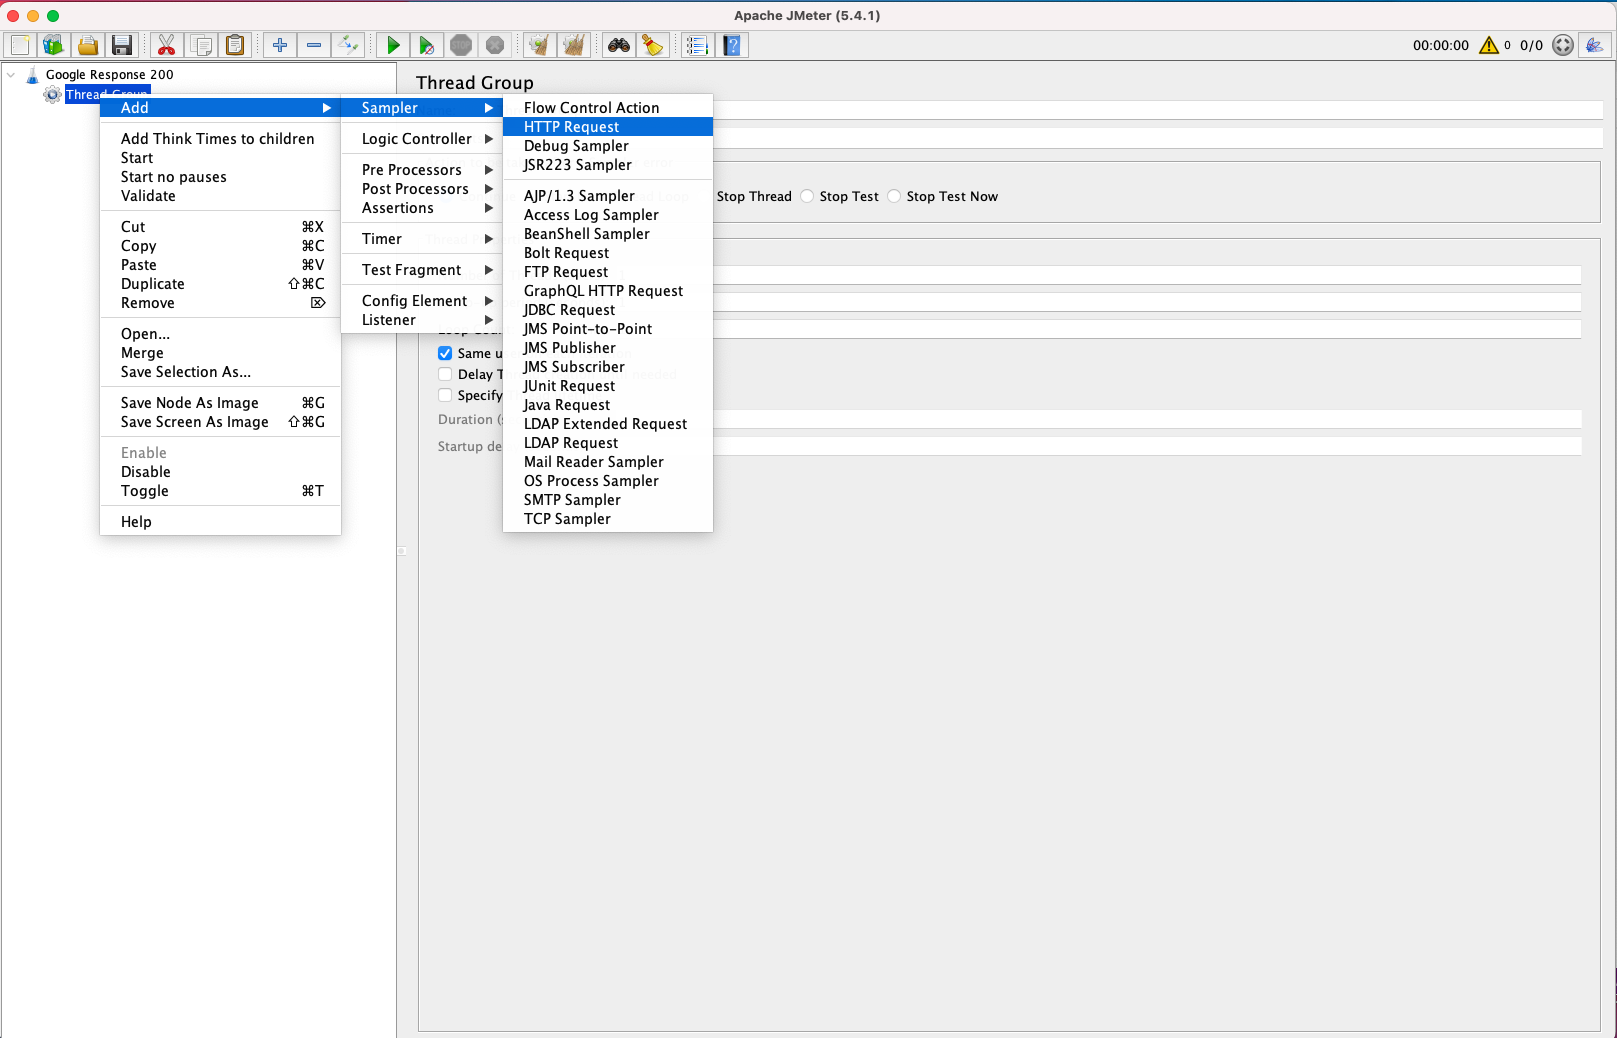 Apache JMeter (5.4.1)
STOP
00:00:00
0
0/0
?
Google Response 200
Thread Group
Thread Group
Add
Add Think Times to children
Start
Start no pauses
Validate
Cut ⌘X
Copy ⌘C
Paste ⌘V
Duplicate ⇧⌘C
Remove ⌦
Open...
Merge
Save Selection As...
Save Node As Image ⌘G
Save Screen As Image ⇧⌘G
Enable
Disable
Toggle ⌘T
Help
Sampler
Logic Controller
Pre Processors
Post Processors
Assertions
Timer
Test Fragment
Config Element
Listener
Flow Control Action
HTTP Request
Debug Sampler
JSR223 Sampler
AJP/1.3 Sampler
Access Log Sampler
BeanShell Sampler
Bolt Request
FTP Request
GraphQL HTTP Request
JDBC Request
JMS Point-to-Point
JMS Publisher
JMS Subscriber
JUnit Request
Java Request
LDAP Extended Request
LDAP Request
Mail Reader Sampler
OS Process Sampler
SMTP Sampler
TCP Sampler
Stop Thread
Stop Test
Stop Test Now
Same
Delay
Specify
Duration
Startup